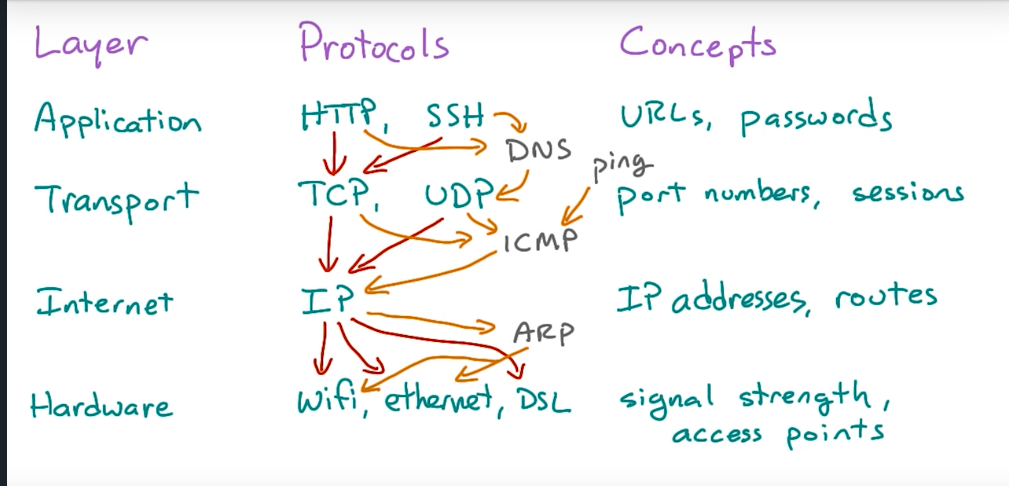 Layer Protocols Concepts
Application HTTP, SSH URLs, passwords
DNS
ping
Transport TCP, UDP port numbers, sessions
ICMP
Internet IP IP addresses, routes
ARP
Hardware Wifi, ethernet, DSL signal strength,
access points